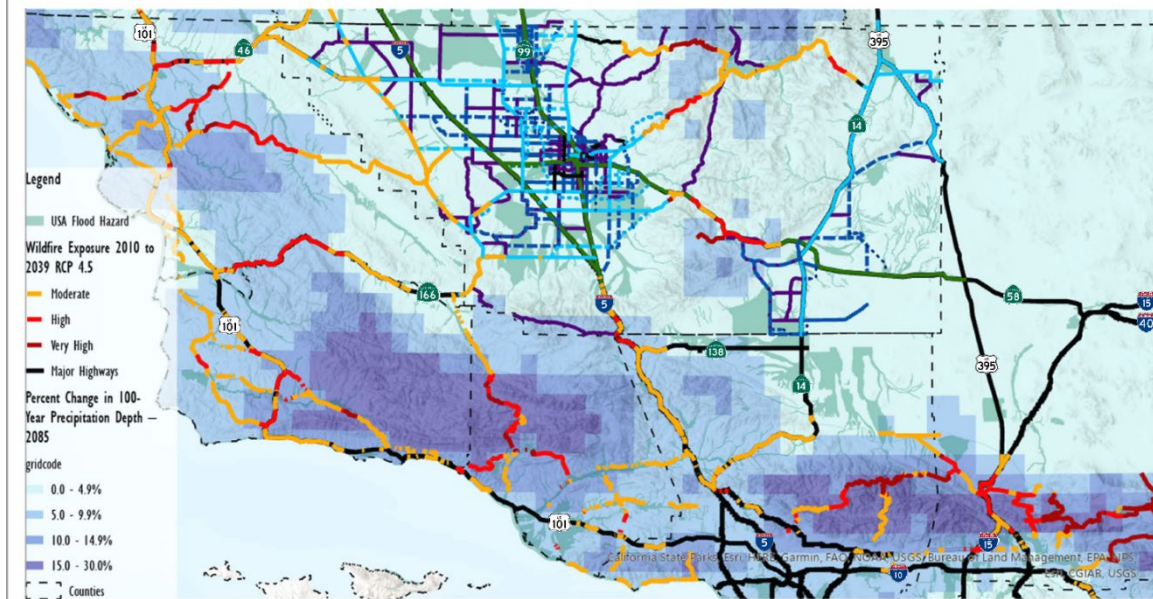 101
46
5
99
395
14
Legend
USA Flood Hazard
Wildfire Exposure 2010 to
2039 RCP 4.5
Moderate
High
Very High
Major Highways
Percent Change in 100-
Year Precipitation Depth –
2085
gridcode
0.0 - 4.9%
5.0 - 9.9%
10.0 - 14.9%
15.0 - 30.0%
Counties
166
101
5
58
15
40
138
14
395
101
5
15
10
California State Parks, Esri, HERE, Garmin, FAO, NOAA, USGS, Bureau of Land Management, EPA, NPS
Esri, CGIAR, USGS